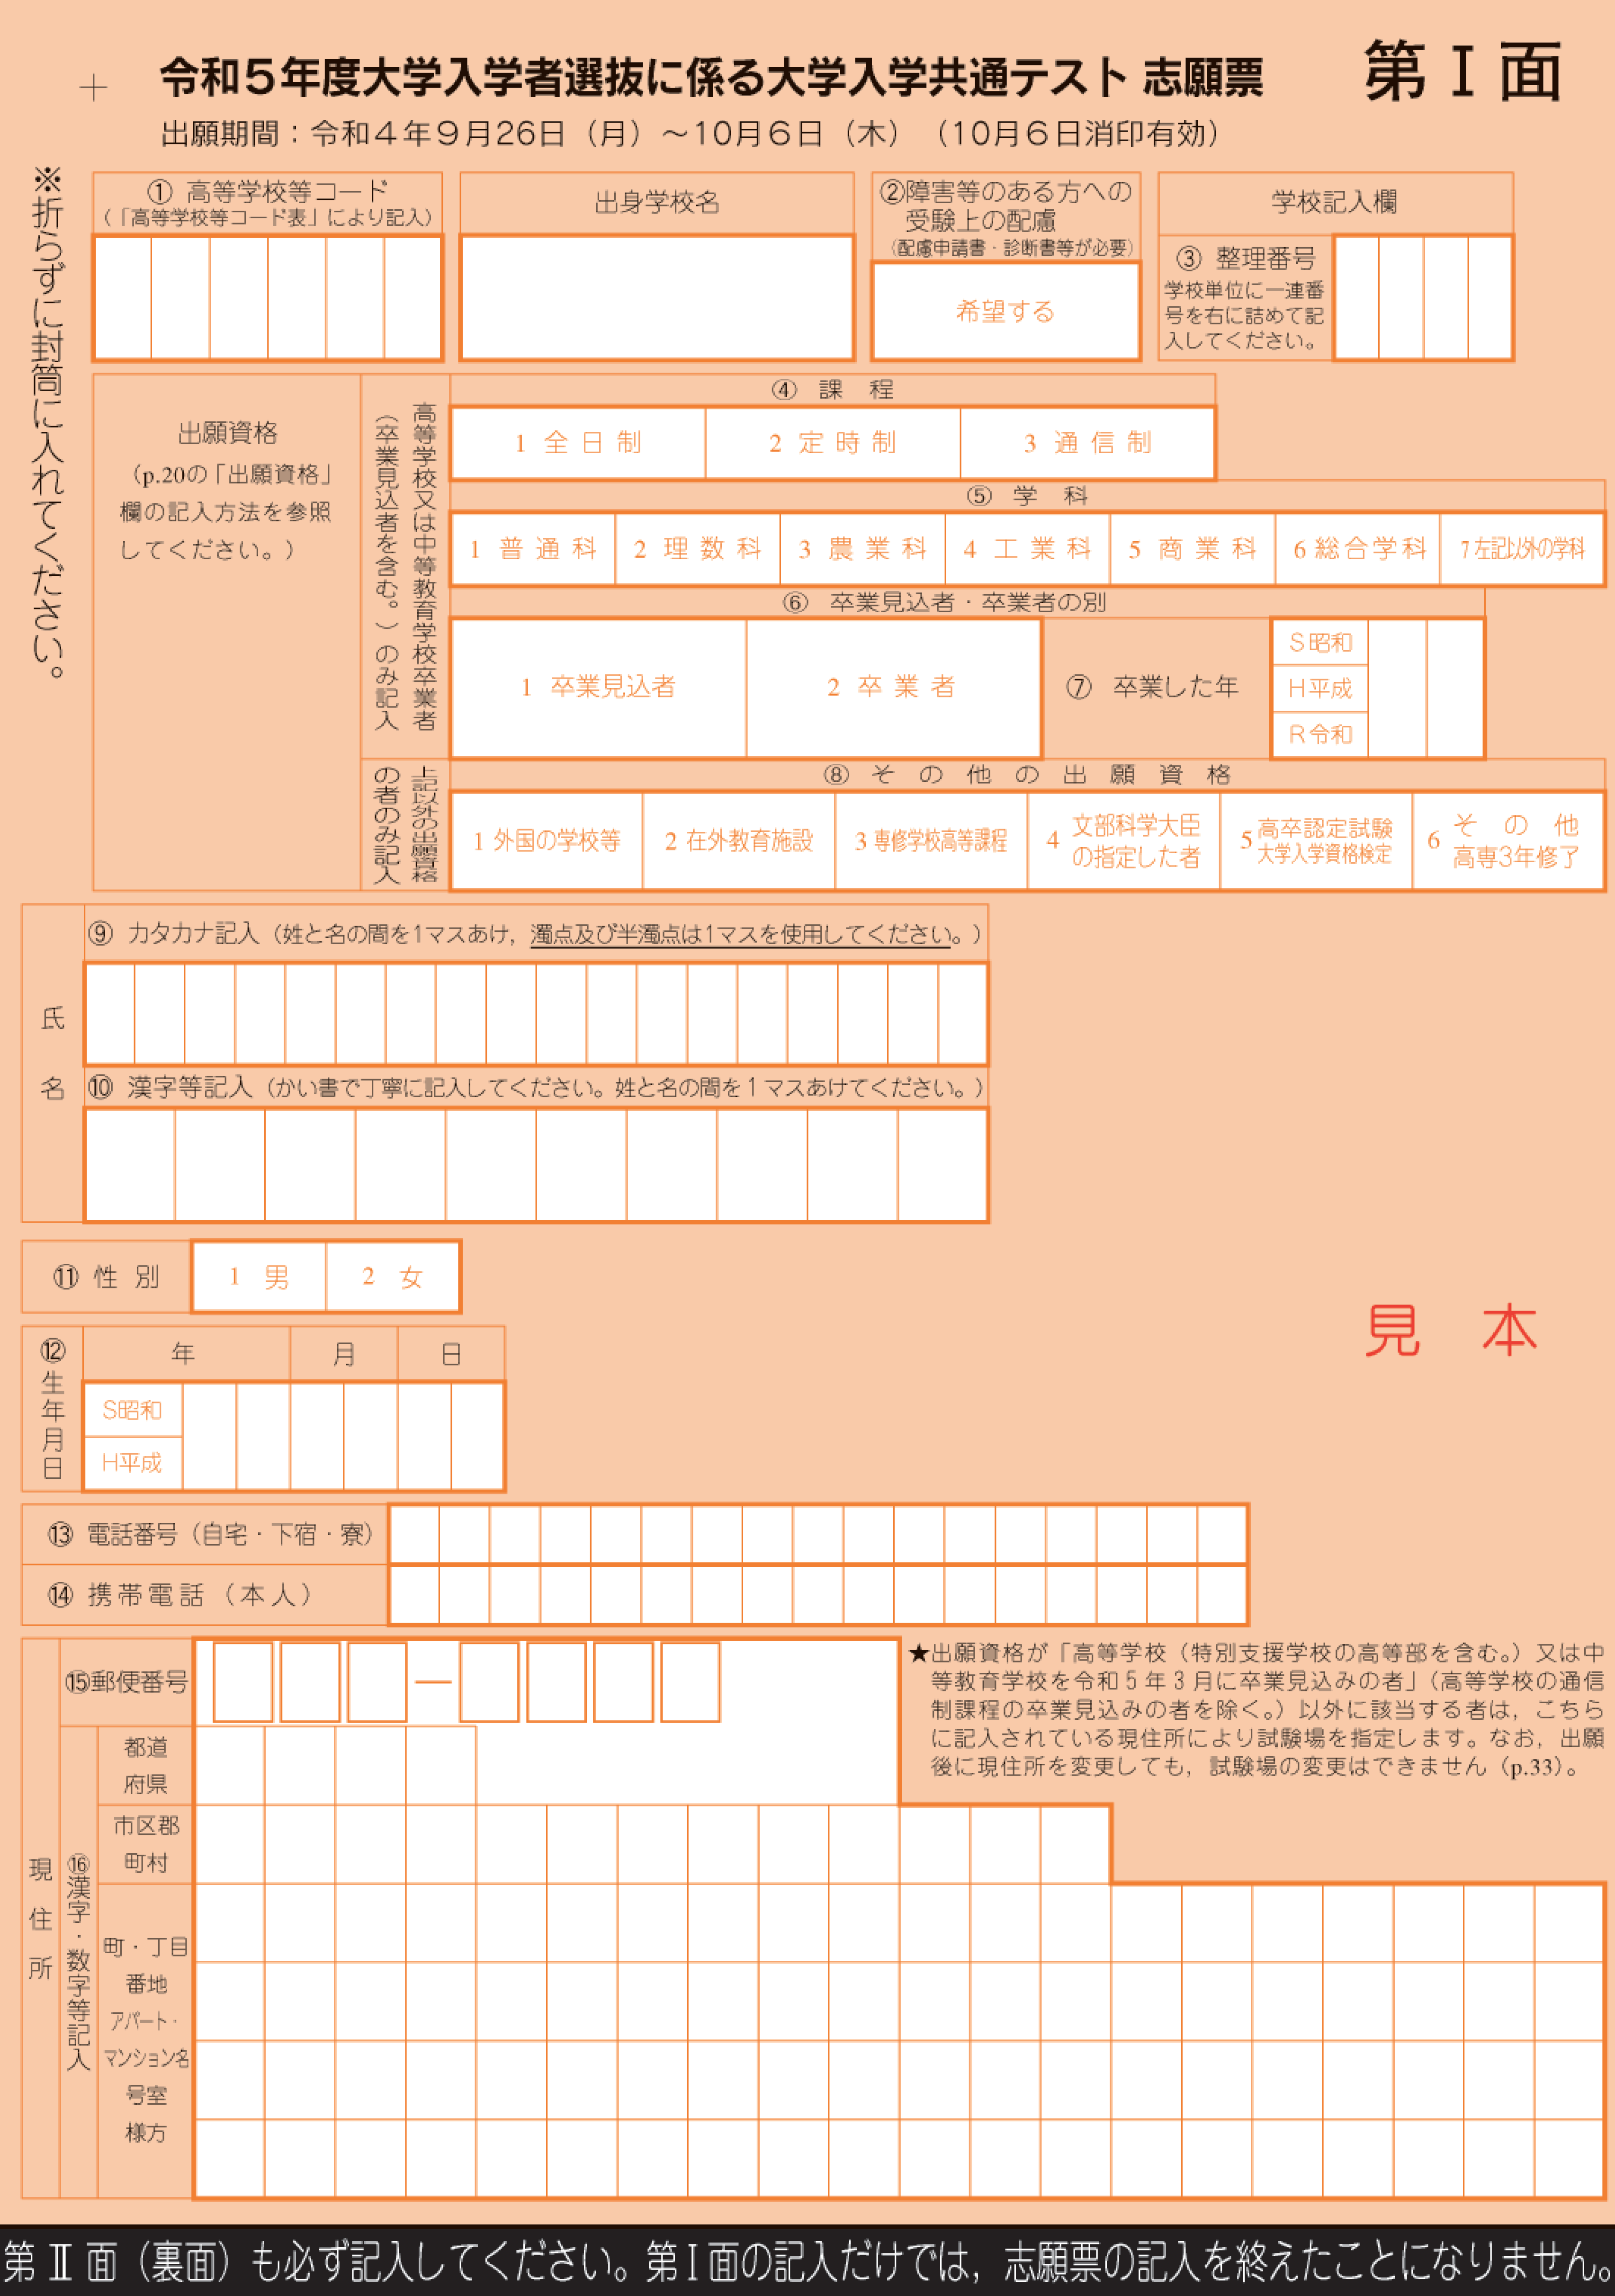 令和5年度大学入学者選抜に係る大学入学共通テスト 志願票
第Ⅰ面
出願期間：令和4年9月26日（月）～10月6日（木）（10月6日消印有効）
※折らずに封筒に入れてください。
① 高等学校等コード
（「高等学校等コード表」により記入）
出身学校名
②障害等のある方への
受験上の配慮
（配慮申請書・診断書等が必要）
希望する
学校記入欄
③ 整理番号
学校単位に一連番
号を右に詰めて記
入してください。
出願資格
（p.20の「出願資格」
欄の記入方法を参照
してください。）
高等学校又は中等教育学校卒業者
（卒業見込者を含む。）のみ記入
④ 課 程
1 全日制
2 定時制
3 通信制
⑤ 学 科
1 普通科
2 理数科
3 農業科
4 工業科
5 商業科
6 総合学科
7 左記以外の学科
⑥ 卒業見込者・卒業者の別
1 卒業見込者
2 卒業者
⑦ 卒業した年
S昭和
H平成
R令和
上記以外の出願資格
の者のみ記入
⑧ その他の出願資格
1 外国の学校等
2 在外教育施設
3 専修学校高等課程
4 文部科学大臣
の指定した者
5 高卒認定試験
大学入学資格検定
6 その他
高専3年修了
氏名
⑨ カタカナ記入（姓と名の間を1マスあけ，濁点及び半濁点は1マスを使用してください。）
⑩ 漢字等記入（かい書で丁寧に記入してください。姓と名の間を1マスあけてください。）
⑪ 性別
1 男
2 女
見本
⑫生年月日
年
月
日
S昭和
H平成
⑬ 電話番号（自宅・下宿・寮）
⑭ 携帯電話（本人）
現住所
⑮郵便番号
―
★出願資格が「高等学校（特別支援学校の高等部を含む。）又は中
等教育学校を令和5年3月に卒業見込みの者」（高等学校の通信
制課程の卒業見込みの者を除く。）以外に該当する者は，こちら
に記入されている現住所により試験場を指定します。なお，出願
後に現住所を変更しても，試験場の変更はできません（p.33）。
⑯漢字・数字等記入
都道
府県
市区郡
町村
町・丁目
番地
アパート・
マンション名
号室
様方
第Ⅱ面（裏面）も必ず記入してください。第Ⅰ面の記入だけでは，志願票の記入を終えたことになりません。